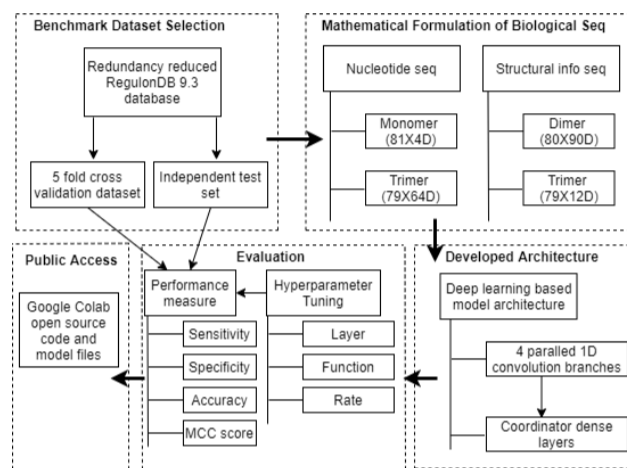 Benchmark Dataset Selection
Redundancy reduced
RegulonDB 9.3
database
5 fold cross
validation dataset
Independent test
set
Mathematical Formulation of Biological Seq
Nucleotide seq
Structural info seq
Monomer
(81X4D)
Dimer
(80X90D)
Trimer
(79X64D)
Trimer
(79X12D)
Public Access
Google Colab
open source
code and
model files
Evaluation
Performance
measure
Hyperparameter
Tuning
Sensitivity
Specificity
Accuracy
MCC score
Layer
Function
Rate
Developed Architecture
Deep learning based
model architecture
4 paralled 1D
convolution branches
Coordinator dense
layers